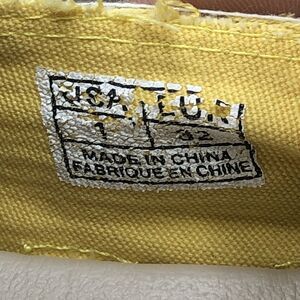 USA EUR
1 32
MADE IN CHINA
FABRIQUE EN CHINE